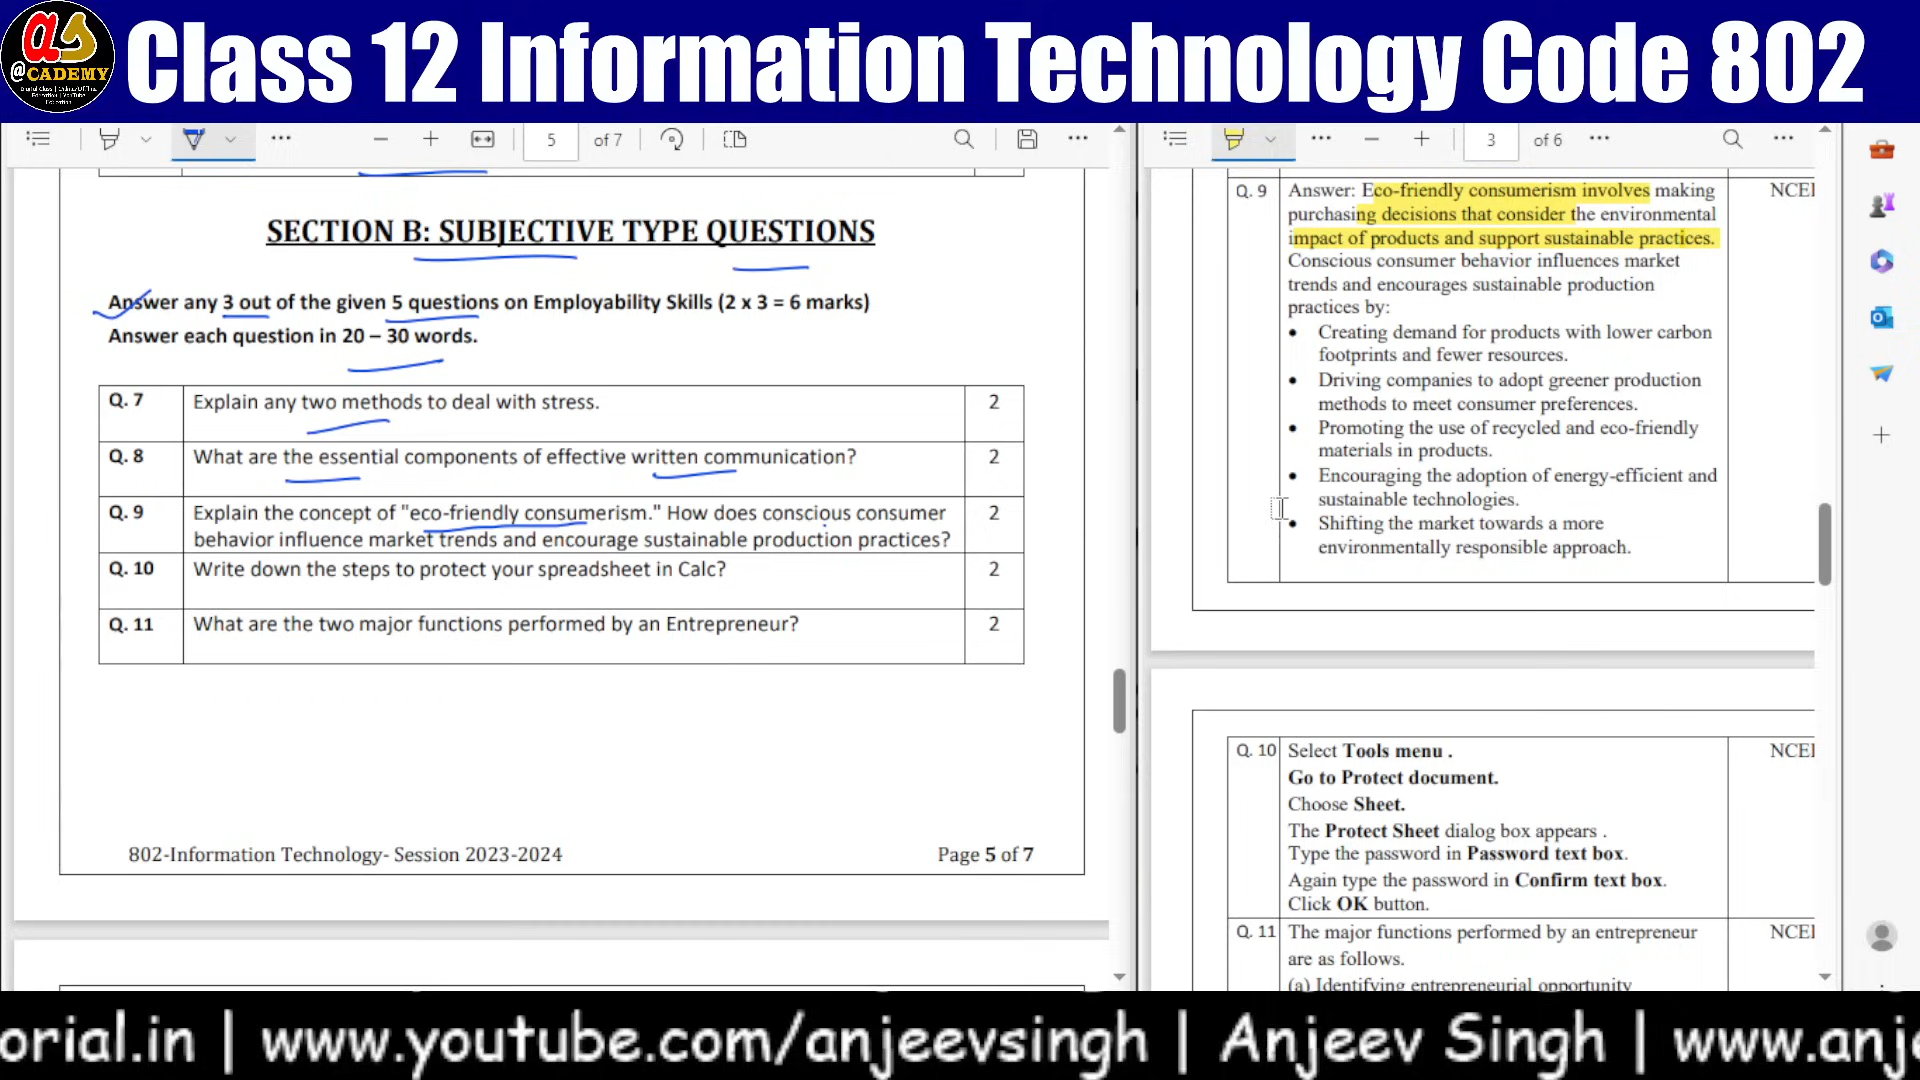 as
@CADEMY
Class 12 Information Technology Code 802
5 of 7
3 of 6
SECTION B: SUBJECTIVE TYPE QUESTIONS
Answer any 3 out of the given 5 questions on Employability Skills (2 x 3 = 6 marks)
Answer each question in 20 – 30 words.
Q. 7 Explain any two methods to deal with stress. 2
Q. 8 What are the essential components of effective written communication? 2
Q. 9 Explain the concept of "eco-friendly consumerism." How does conscious consumer 2
behavior influence market trends and encourage sustainable production practices?
Q. 10 Write down the steps to protect your spreadsheet in Calc? 2
Q. 11 What are the two major functions performed by an Entrepreneur? 2
802-Information Technology- Session 2023-2024 Page 5 of 7
Q. 9 Answer: Eco-friendly consumerism involves making NCE
purchasing decisions that consider the environmental
impact of products and support sustainable practices.
Conscious consumer behavior influences market
trends and encourages sustainable production
practices by:
• Creating demand for products with lower carbon
footprints and fewer resources.
• Driving companies to adopt greener production
methods to meet consumer preferences.
• Promoting the use of recycled and eco-friendly
materials in products.
• Encouraging the adoption of energy-efficient and
sustainable technologies.
• Shifting the market towards a more
environmentally responsible approach.
Q. 10 Select Tools menu . NCE
Go to Protect document.
Choose Sheet.
The Protect Sheet dialog box appears .
Type the password in Password text box.
Again type the password in Confirm text box.
Click OK button.
Q. 11 The major functions performed by an entrepreneur NCE
are as follows.
(a) Identifying entrepreneurial opportunity
orial.in | www.youtube.com/anjeevsingh | Anjeev Singh | www.anje